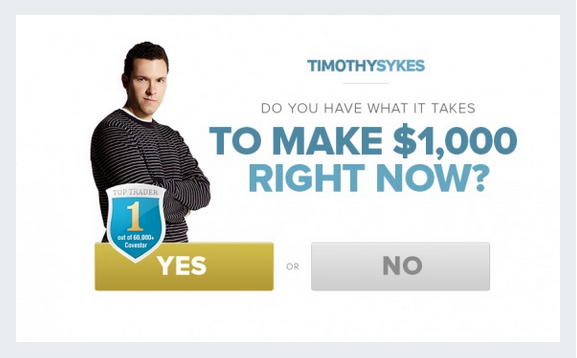 TIMOTHYSYKES
DO YOU HAVE WHAT IT TAKES
TO MAKE $1,000
RIGHT NOW?
TOP TRADER
1
out of 60,000+
Covestor
YES
OR
NO